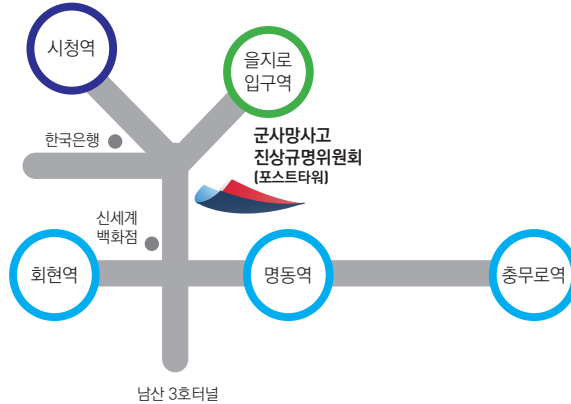 시청역
을지로
입구역
한국은행
군사망사고
진상규명위원회
(포스트타워)
신세계
백화점
회현역
명동역
충무로역
남산 3호터널